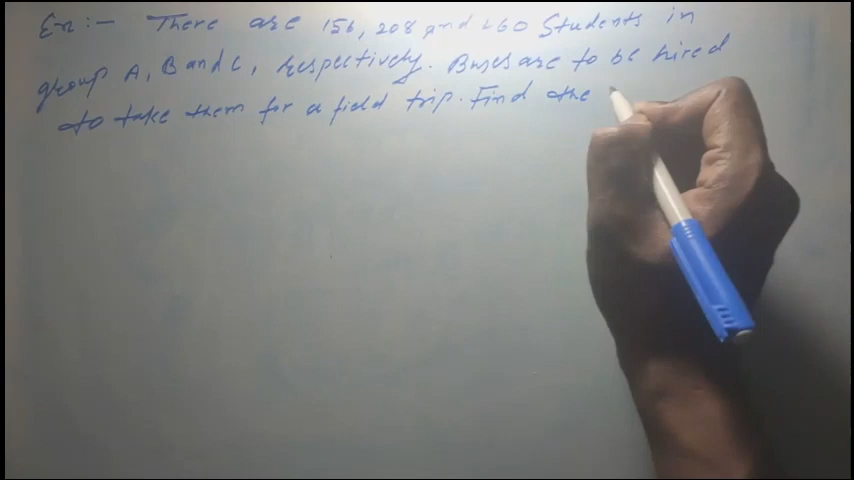 Ex:- There are 156, 208 and 260 Students in
group A, B and C, respectively. Buses are to be hired
to take them for a field trip. Find the